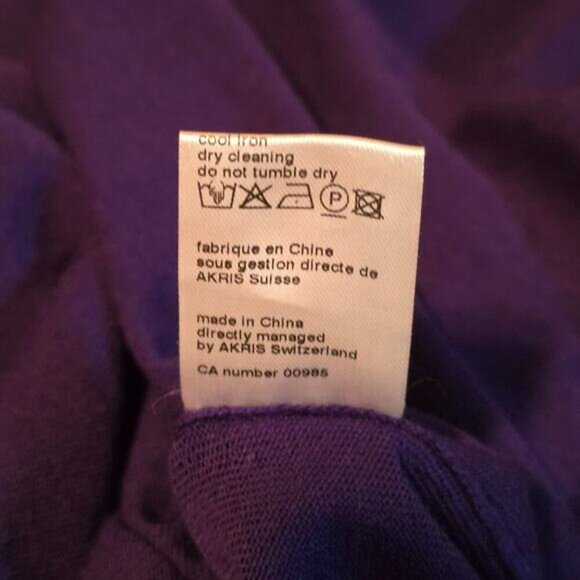 cool iron
dry cleaning
do not tumble dry
P
fabriqué en Chine
sous gestion directe de
AKRIS Suisse
made in China
directly managed
by AKRIS Switzerland
CA number 00985